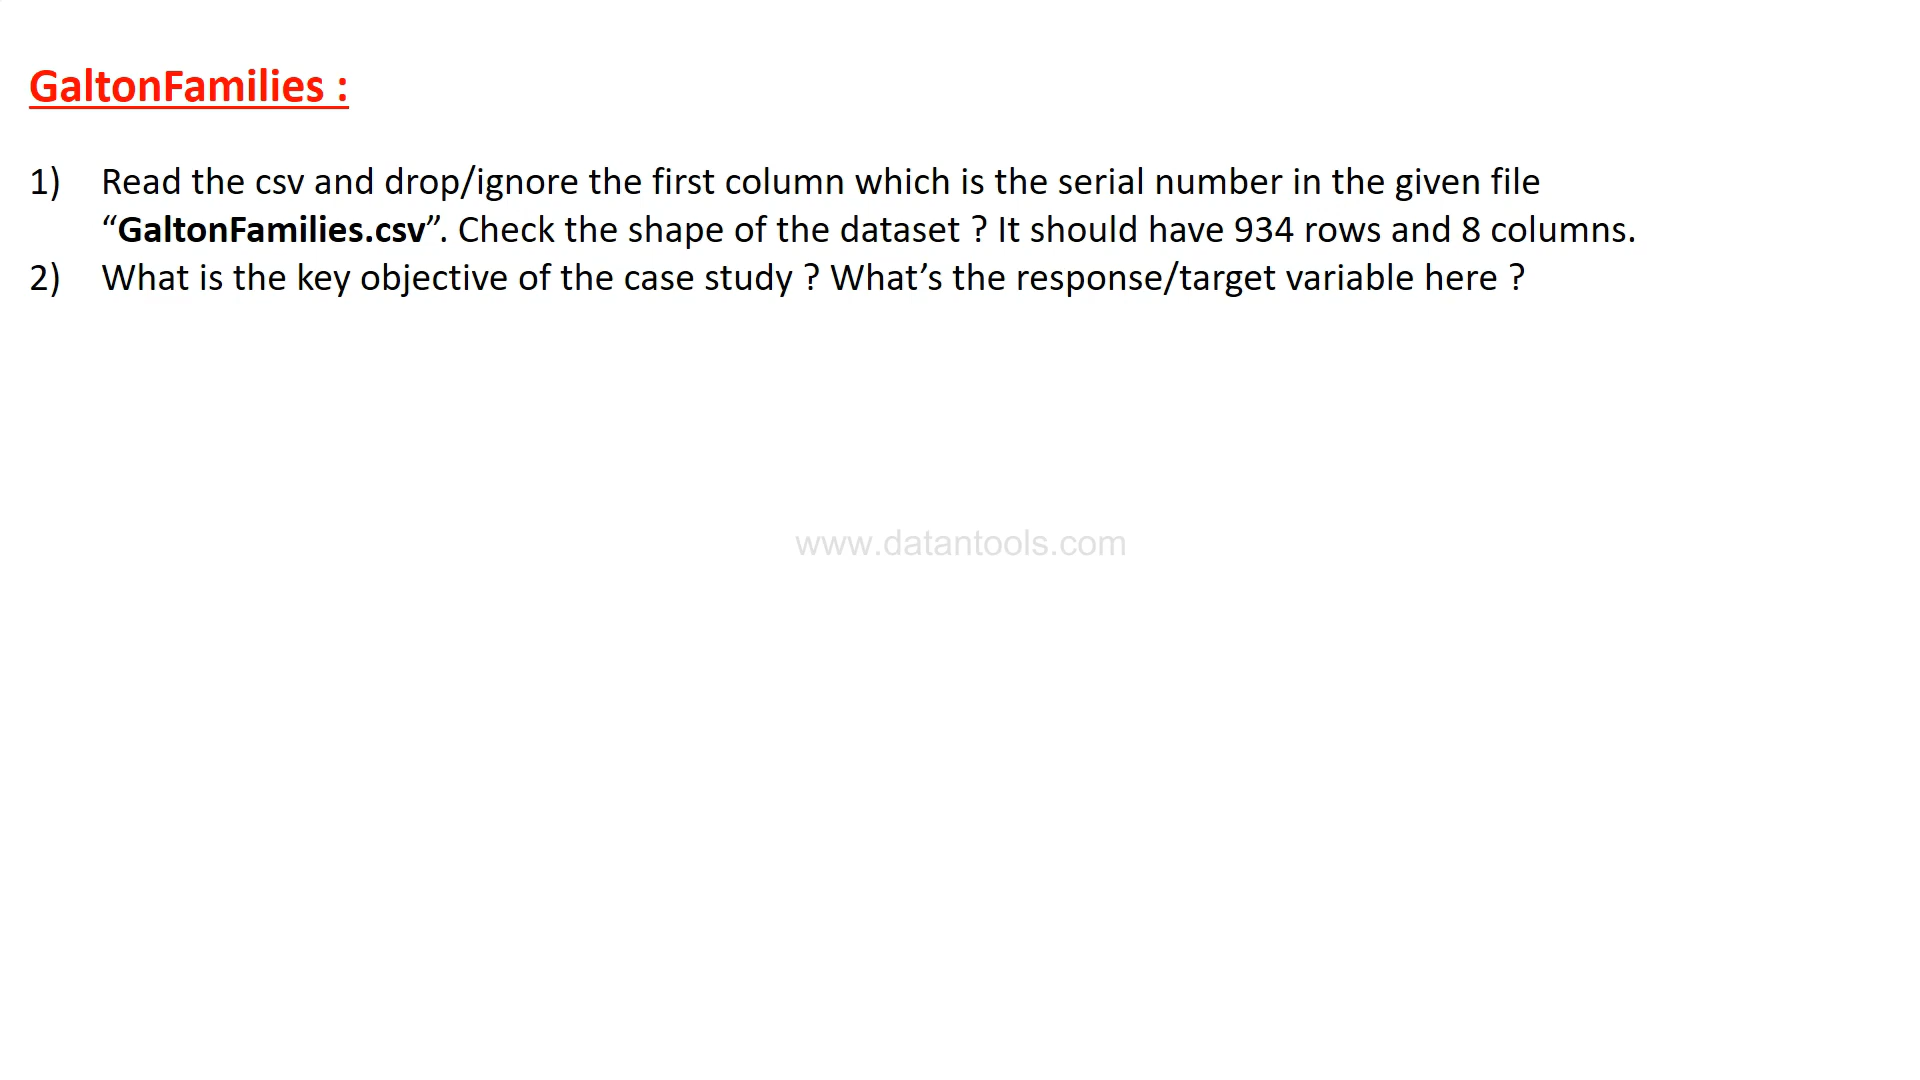 GaltonFamilies :
1) Read the csv and drop/ignore the first column which is the serial number in the given file
“GaltonFamilies.csv”. Check the shape of the dataset ? It should have 934 rows and 8 columns.
2) What is the key objective of the case study ? What’s the response/target variable here ?
www.datantools.com